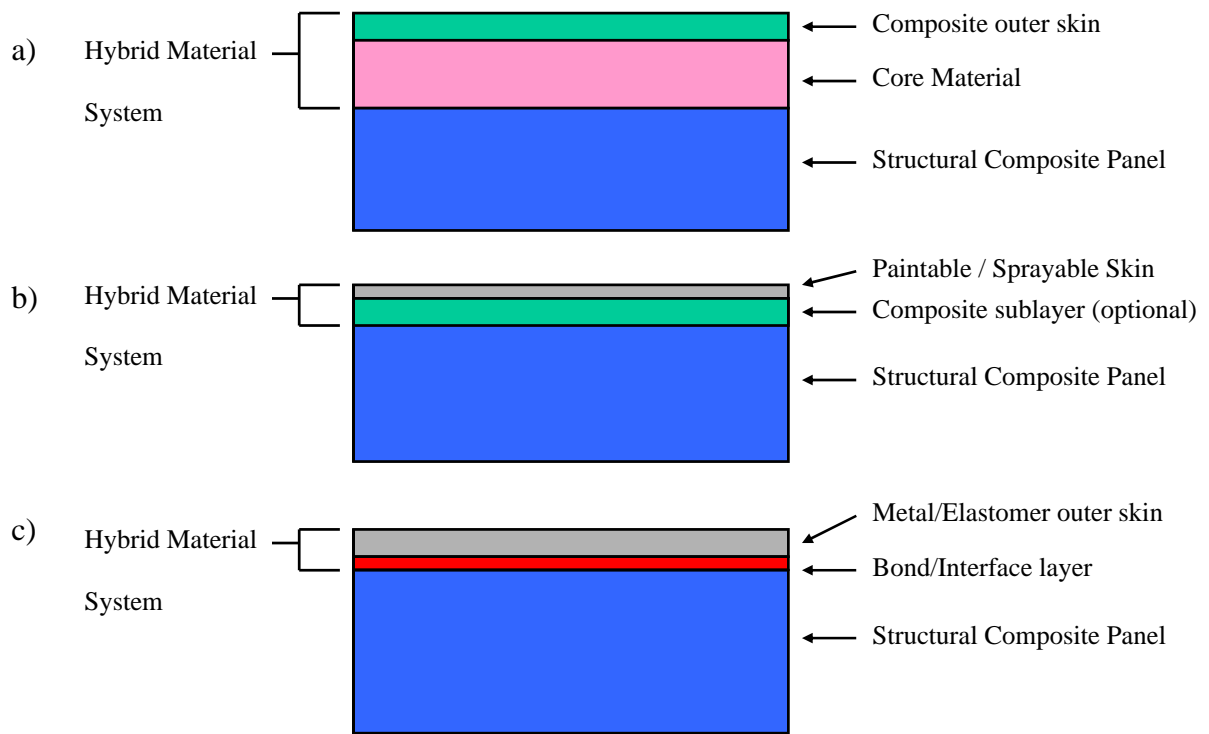 a)
Hybrid Material
System
Composite outer skin
Core Material
Structural Composite Panel
b)
Hybrid Material
System
Paintable / Sprayable Skin
Composite sublayer (optional)
Structural Composite Panel
c)
Hybrid Material
System
Metal/Elastomer outer skin
Bond/Interface layer
Structural Composite Panel